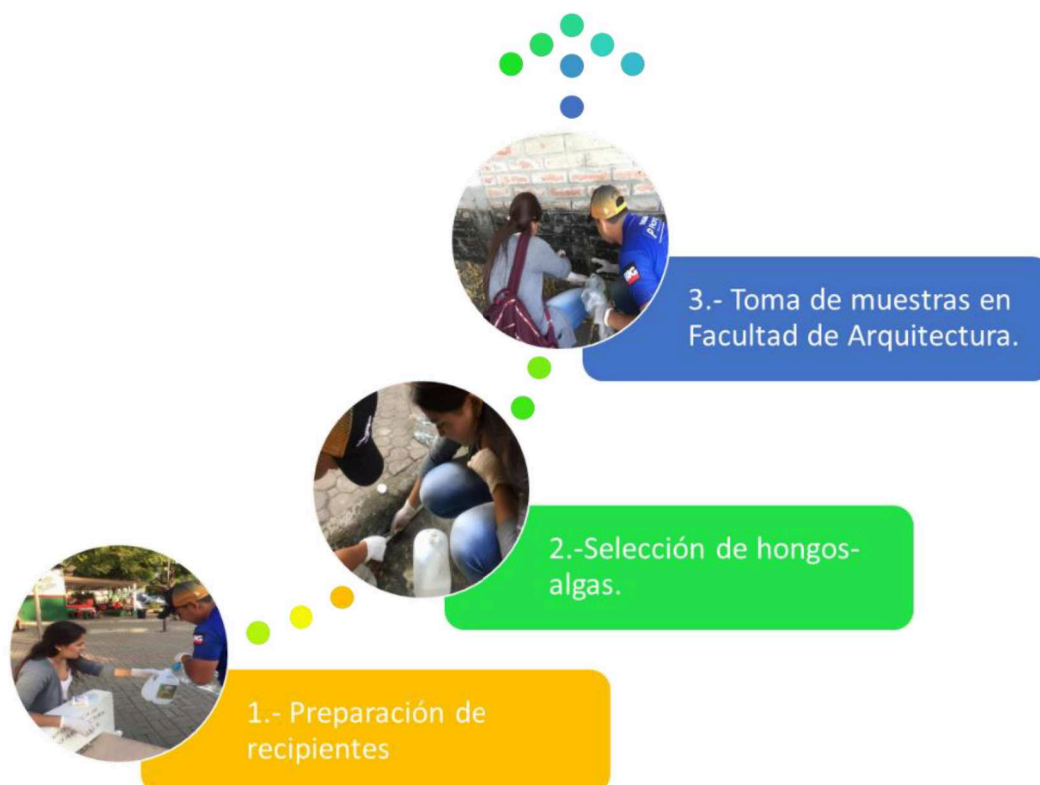 3.- Toma de muestras en
Facultad de Arquitectura.
2.-Selección de hongos-
algas.
1.- Preparación de
recipientes